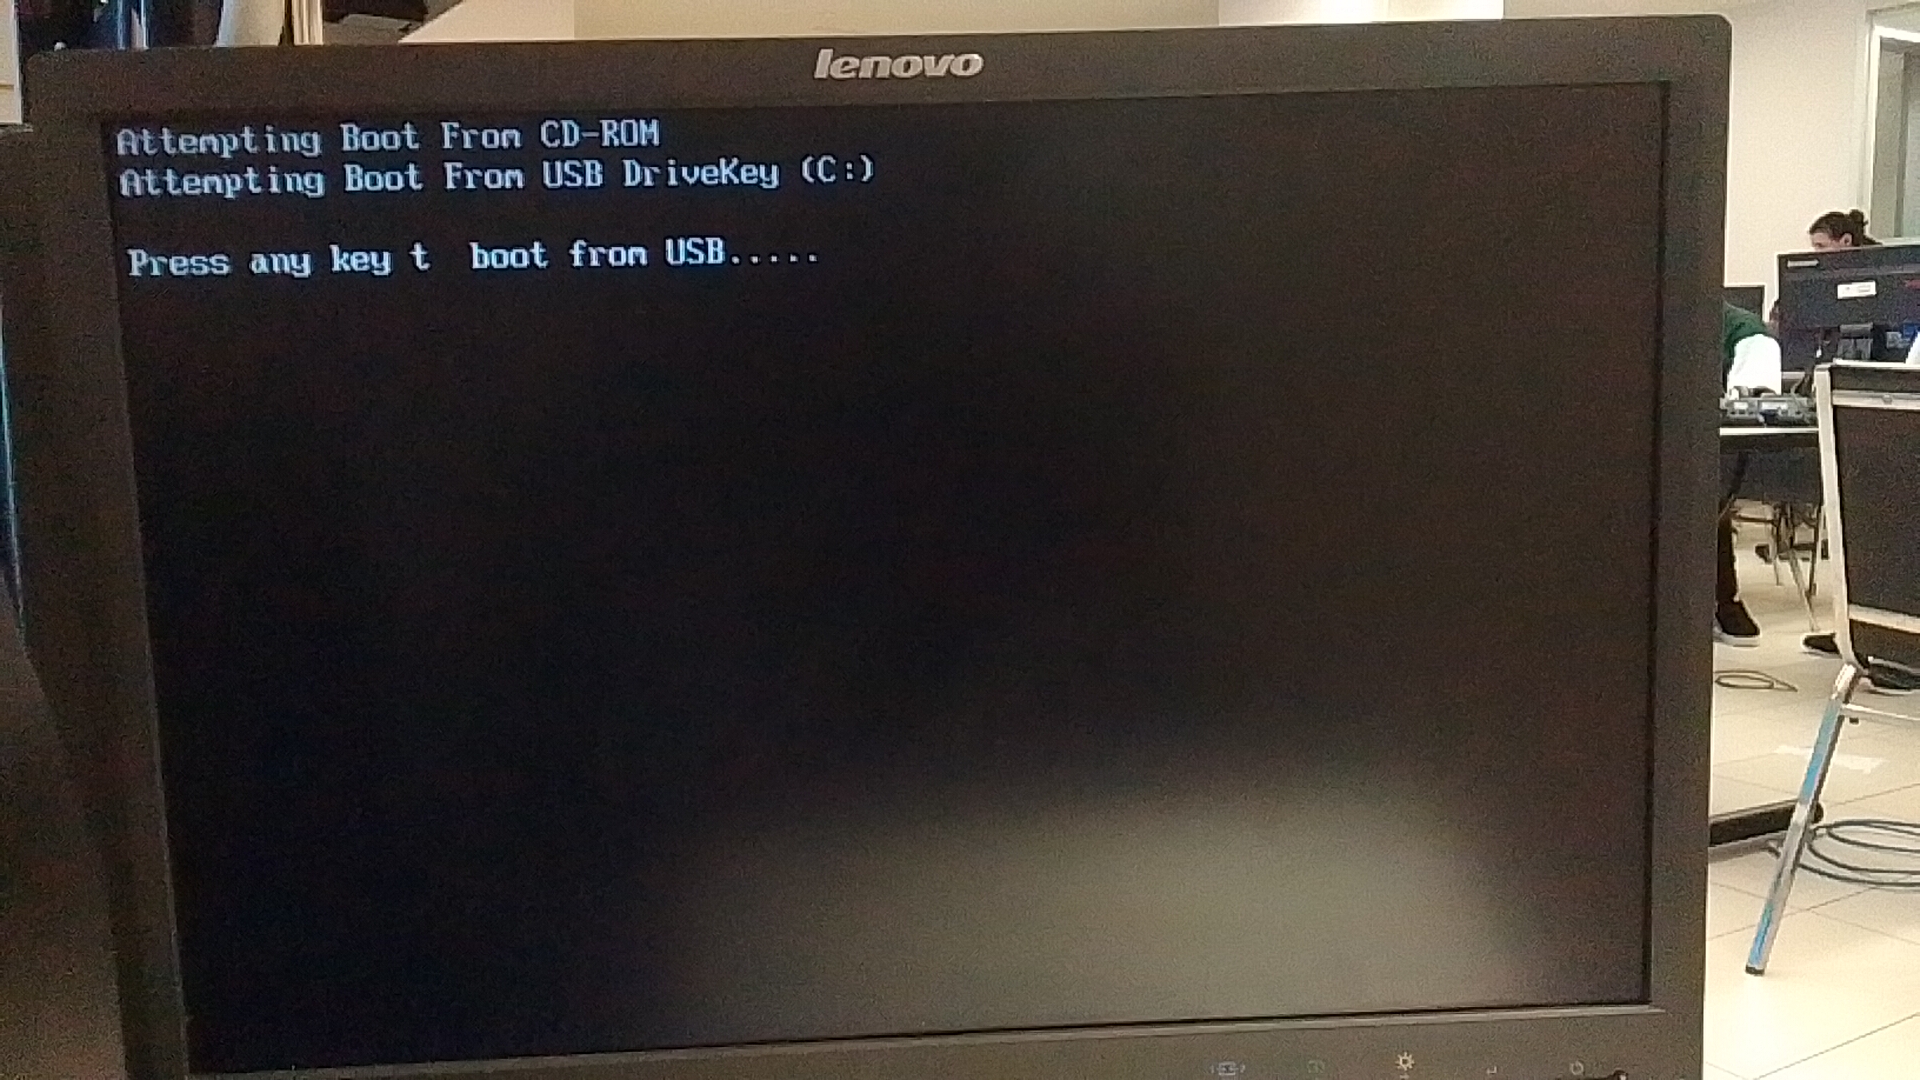 lenovo
Attempting Boot From CD-ROM
Attempting Boot From USB DriveKey (C:)
Press any key t  boot from USB.....